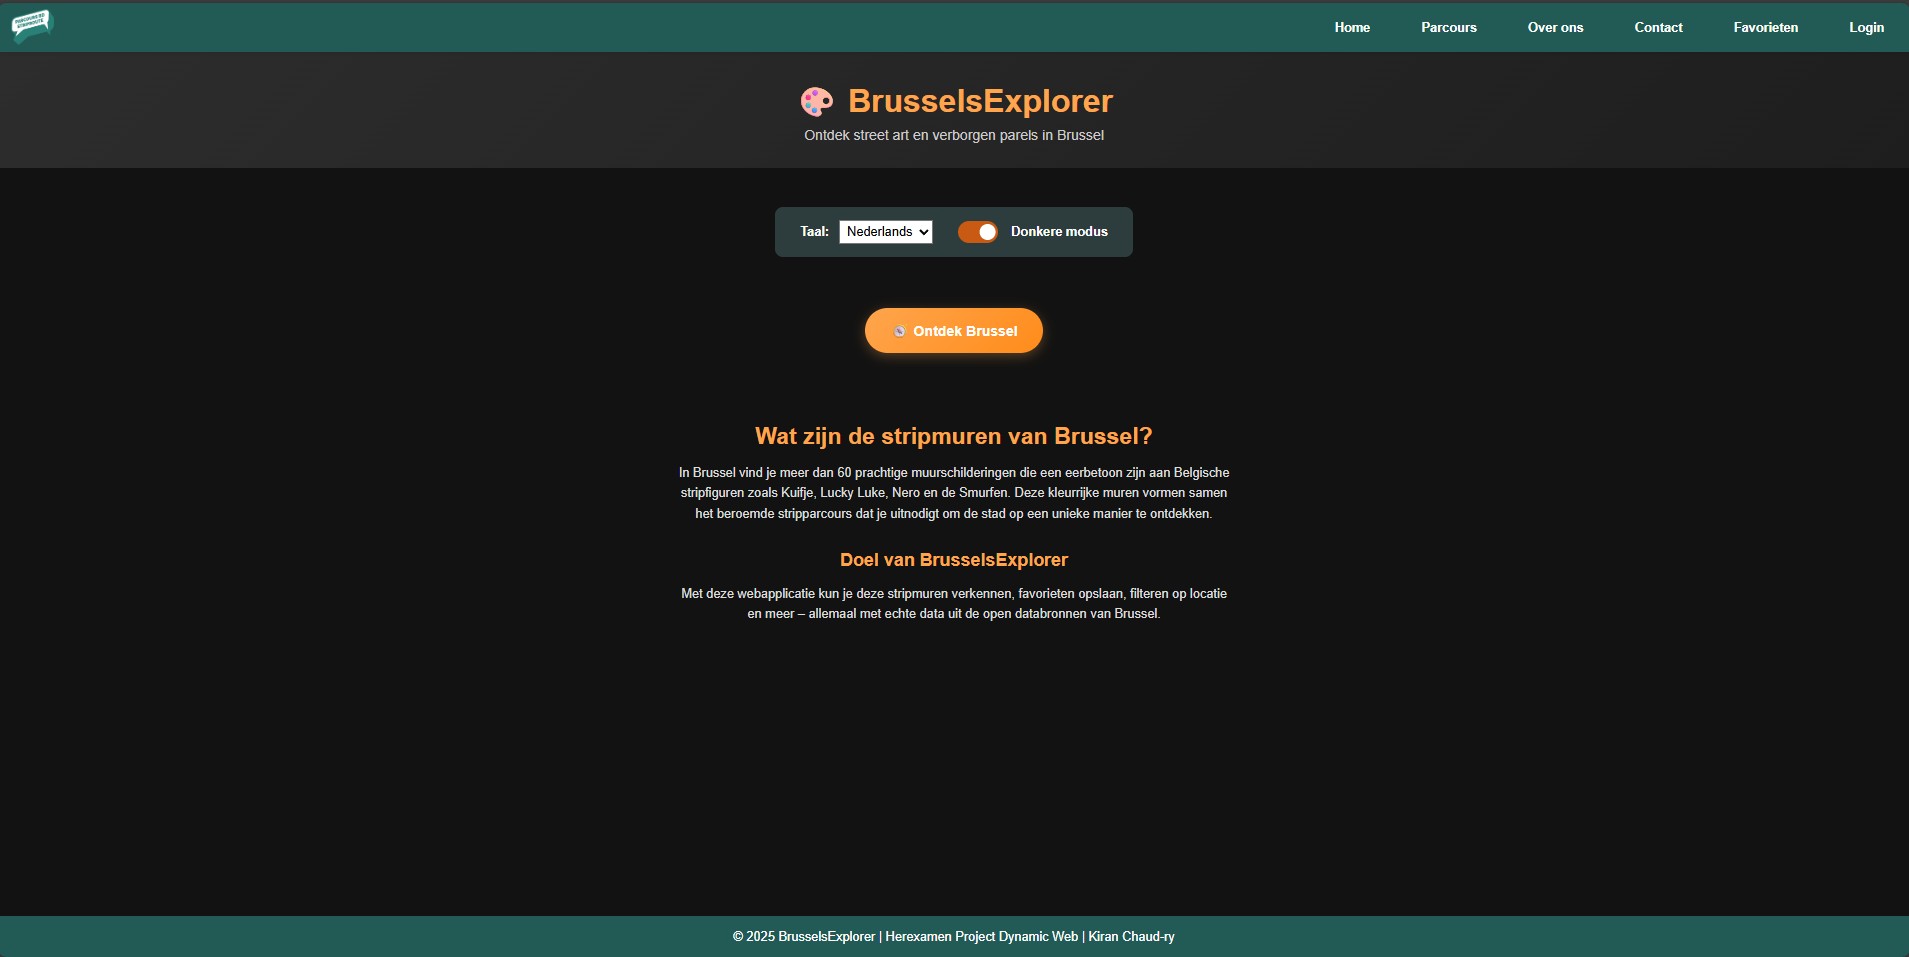 PARCOURS BD
STRIPROUTE
Home Parcours Over ons Contact Favorieten Login
BrusselsExplorer
Ontdek street art en verborgen parels in Brussel
Taal: Nederlands Donkere modus
Ontdek Brussel
Wat zijn de stripmuren van Brussel?
In Brussel vind je meer dan 60 prachtige muurschilderingen die een eerbetoon zijn aan Belgische
stripfiguren zoals Kuifje, Lucky Luke, Nero en de Smurfen. Deze kleurrijke muren vormen samen
het beroemde stripparcours dat je uitnodigt om de stad op een unieke manier te ontdekken.
Doel van BrusselsExplorer
Met deze webapplicatie kun je deze stripmuren verkennen, favorieten opslaan, filteren op locatie
en meer – allemaal met echte data uit de open databronnen van Brussel.
© 2025 BrusselsExplorer | Herexamen Project Dynamic Web | Kiran Chaud-ry